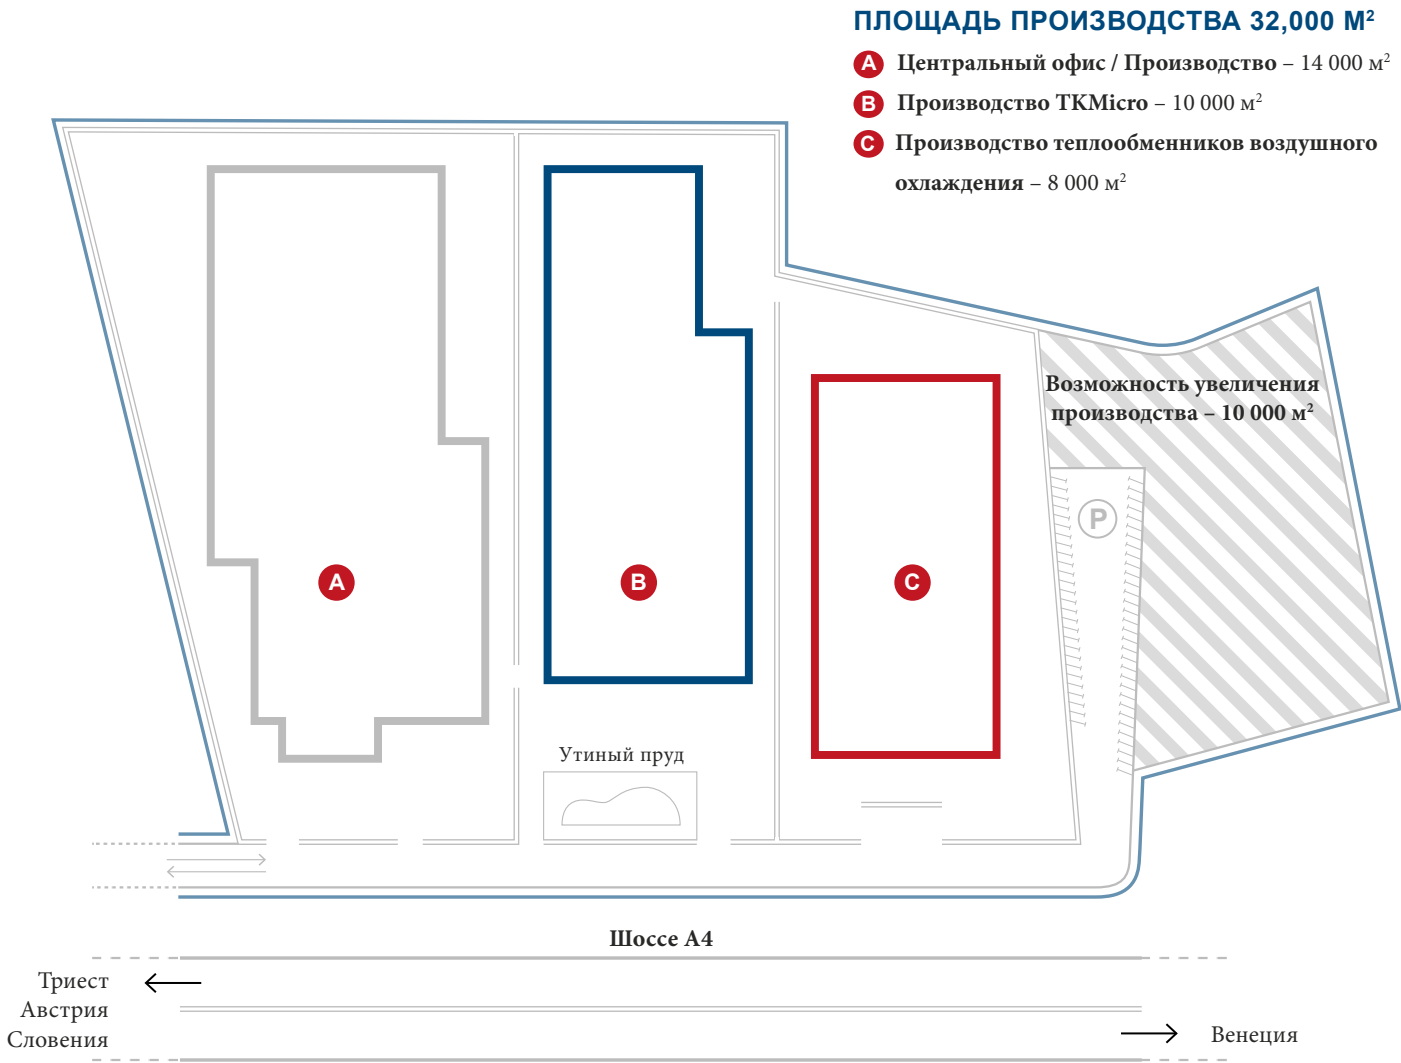 ПЛОЩАДЬ ПРОИЗВОДСТВА 32,000 М²
A Центральный офис / Производство – 14 000 м²
B Производство TKMicro – 10 000 м²
C Производство теплообменников воздушного
охлаждения – 8 000 м²
Возможность увеличения
производства – 10 000 м²
P
A
B
C
Утиный пруд
Шоссе А4
Триест
Австрия
Словения
Венеция